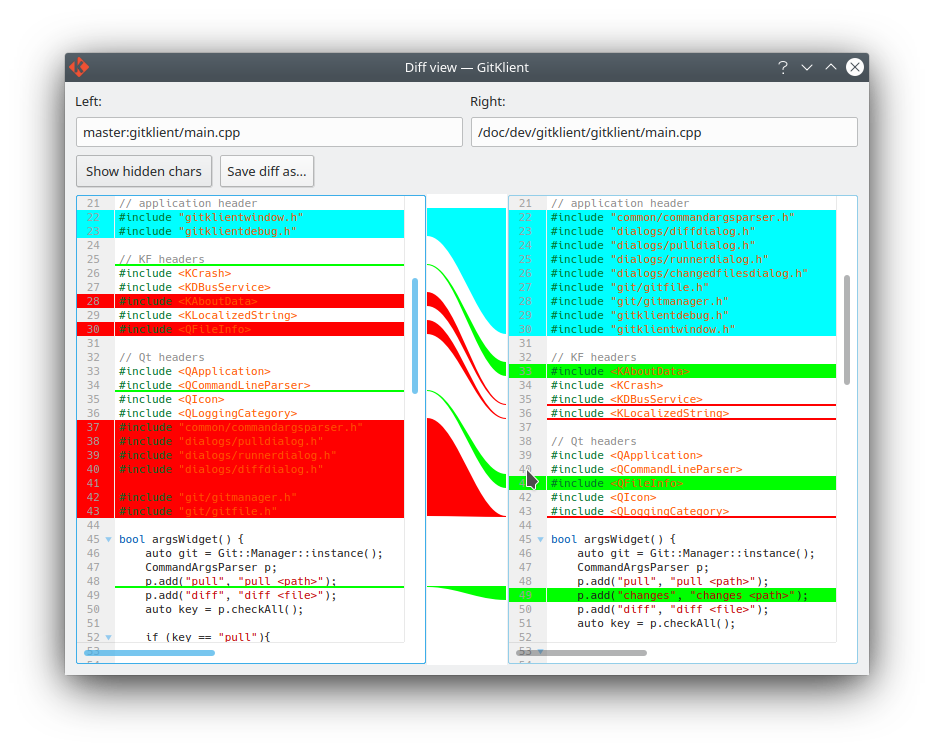 Diff view — GitKlient
Left:
Right:
master:gitklient/main.cpp
/doc/dev/gitklient/gitklient/main.cpp
Show hidden chars
Save diff as...
21 // application header
22 #include "gitklientwindow.h"
23 #include "gitklientdebug.h"
24
25 // KF headers
26 #include <KCrash>
27 #include <KDBusService>
28 #include <KAboutData>
29 #include <KLocalizedString>
30 #include <QFileInfo>
31
32 // Qt headers
33 #include <QApplication>
34 #include <QCommandLineParser>
35 #include <QIcon>
36 #include <QLoggingCategory>
37 #include "common/commandargsparser.h"
38 #include "dialogs/pulldialog.h"
39 #include "dialogs/runnerdialog.h"
40 #include "dialogs/diffdialog.h"
41
42 #include "git/gitmanager.h"
43 #include "git/gitfile.h"
44
45 bool argsWidget() {
46 auto git = Git::Manager::instance();
47 CommandArgsParser p;
48 p.add("pull", "pull <path>");
49 p.add("diff", "diff <file>");
50 auto key = p.checkAll();
51
52 if (key == "pull"){
53
21 // application header
22 #include "common/commandargsparser.h"
23 #include "dialogs/diffdialog.h"
24 #include "dialogs/pulldialog.h"
25 #include "dialogs/runnerdialog.h"
26 #include "dialogs/changedfilesdialog.h"
27 #include "git/gitfile.h"
28 #include "git/gitmanager.h"
29 #include "gitklientdebug.h"
30 #include "gitklientwindow.h"
31
32 // KF headers
33 #include <KAboutData>
34 #include <KCrash>
35 #include <KDBusService>
36 #include <KLocalizedString>
37
38 // Qt headers
39 #include <QApplication>
40 #include <QCommandLineParser>
#include <QFileInfo>
42 #include <QIcon>
43 #include <QLoggingCategory>
44
45 bool argsWidget() {
46 auto git = Git::Manager::instance();
47 CommandArgsParser p;
48 p.add("pull", "pull <path>");
49 p.add("changes", "changes <path>");
50 p.add("diff", "diff <file>");
51 auto key = p.checkAll();
52
53